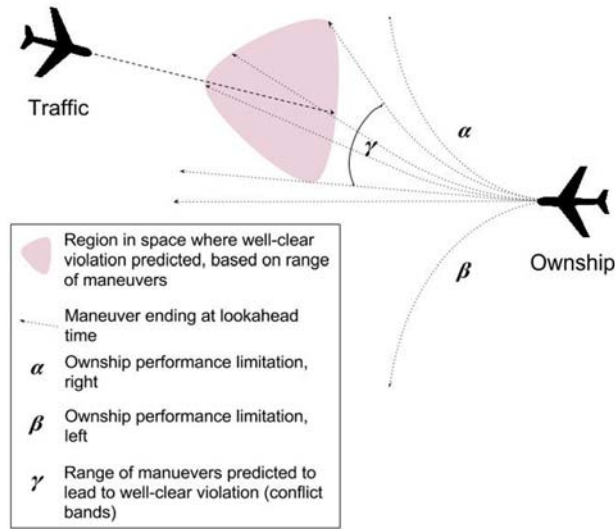 Traffic
α
γ
Ownship
β
Region in space where well-clear
violation predicted, based on range
of maneuvers
Maneuver ending at lookahead
time
α Ownship performance limitation,
right
β Ownship performance limitation,
left
γ Range of manuevers predicted to
lead to well-clear violation (conflict
bands)